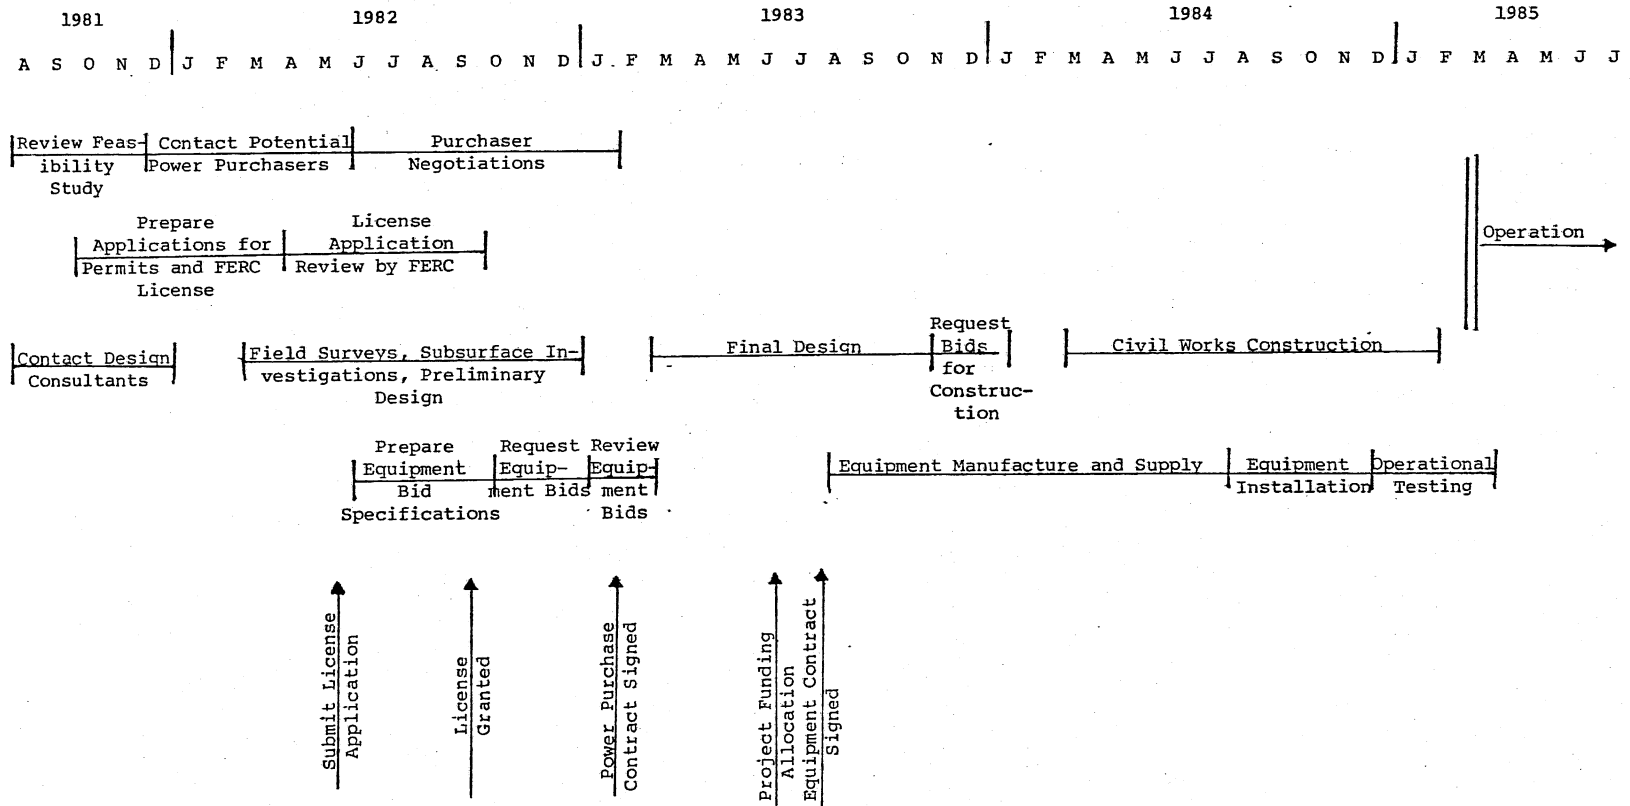 1981 1982 1983 1984 1985
A S O N D J F M A M J J A S O N D J F M A M J J A S O N D J F M A M J J A S O N D J F M A M J J
Review Feas-
ibility
Study
Contact Potential
Power Purchasers
Purchaser
Negotiations
Prepare
Applications for
Permits and FERC
License
License
Application
Review by FERC
Operation
Contact Design
Consultants
Field Surveys, Subsurface In-
vestigations, Preliminary
Design
Final Design
Request
Bids
for
Construc-
tion
Civil Works Construction
Prepare
Equipment
Bid
Specifications
Request
Equip-
ment Bids
Review
Equip-
ment
Bids
Equipment Manufacture and Supply
Equipment
Installation
Operational
Testing
Submit License
Application
License
Granted
Power Purchase
Contract Signed
Project Funding
Allocation
Equipment Contract
Signed